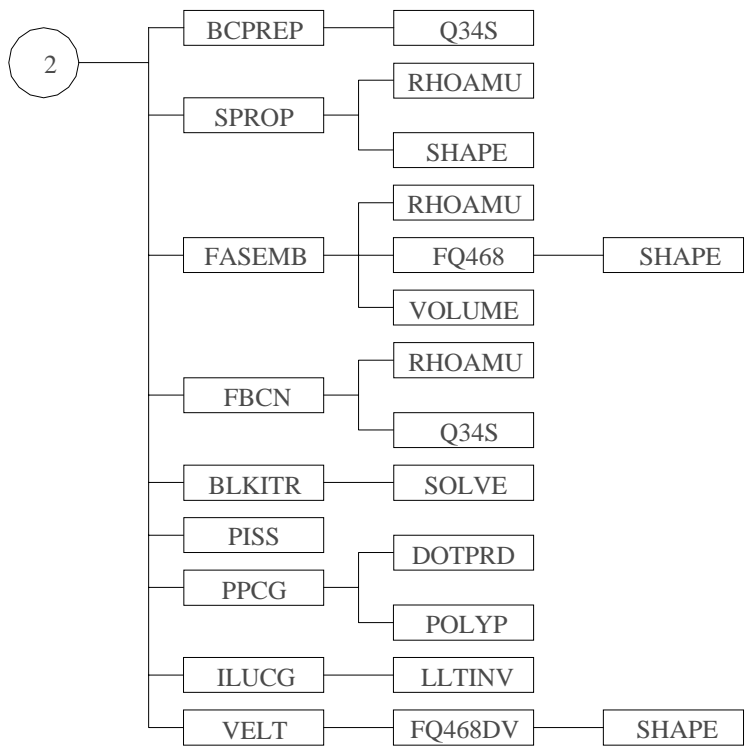 BCPREP
Q34S
2
RHOAMU
SPROP
SHAPE
RHOAMU
FASEMB
FQ468
SHAPE
VOLUME
RHOAMU
FBCN
Q34S
BLKITR
SOLVE
PISS
DOTPRD
PPCG
POLYP
ILUCG
LLTINV
VELT
FQ468DV
SHAPE